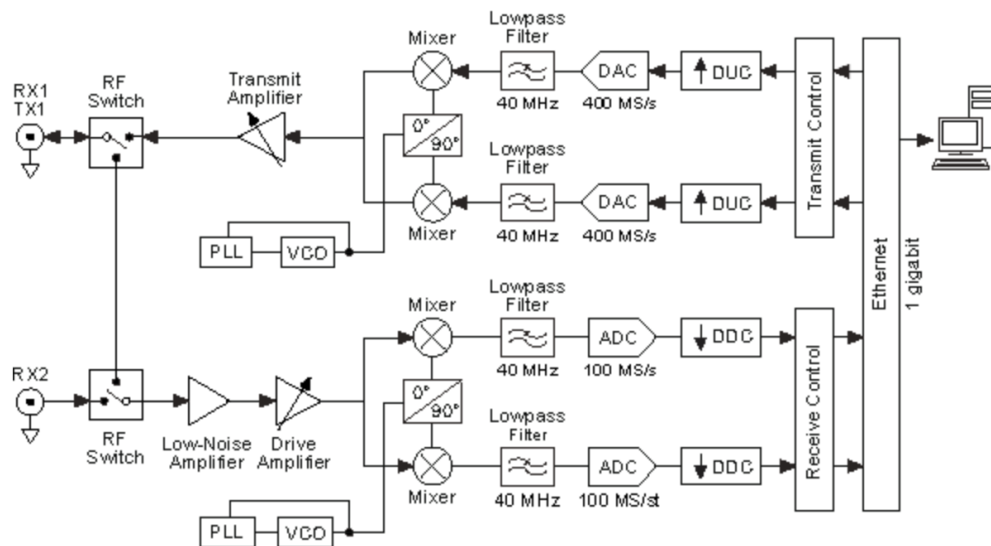 Lowpass
Filter
Mixer
40 MHz
DAC
400 MS/s
DUC
Transmit Control
RX1
TX1
RF
Switch
Transmit
Amplifier
0°
90°
Lowpass
Filter
40 MHz
DAC
400 MS/s
DUC
Mixer
PLL
VCO
Ethernet
1 gigabit
Mixer
Lowpass
Filter
40 MHz
ADC
100 MS/s
DDC
Receive Control
RX2
RF
Switch
Low-Noise
Amplifier
Drive
Amplifier
0°
90°
Lowpass
Filter
40 MHz
ADC
100 MS/st
DDC
Mixer
PLL
VCO